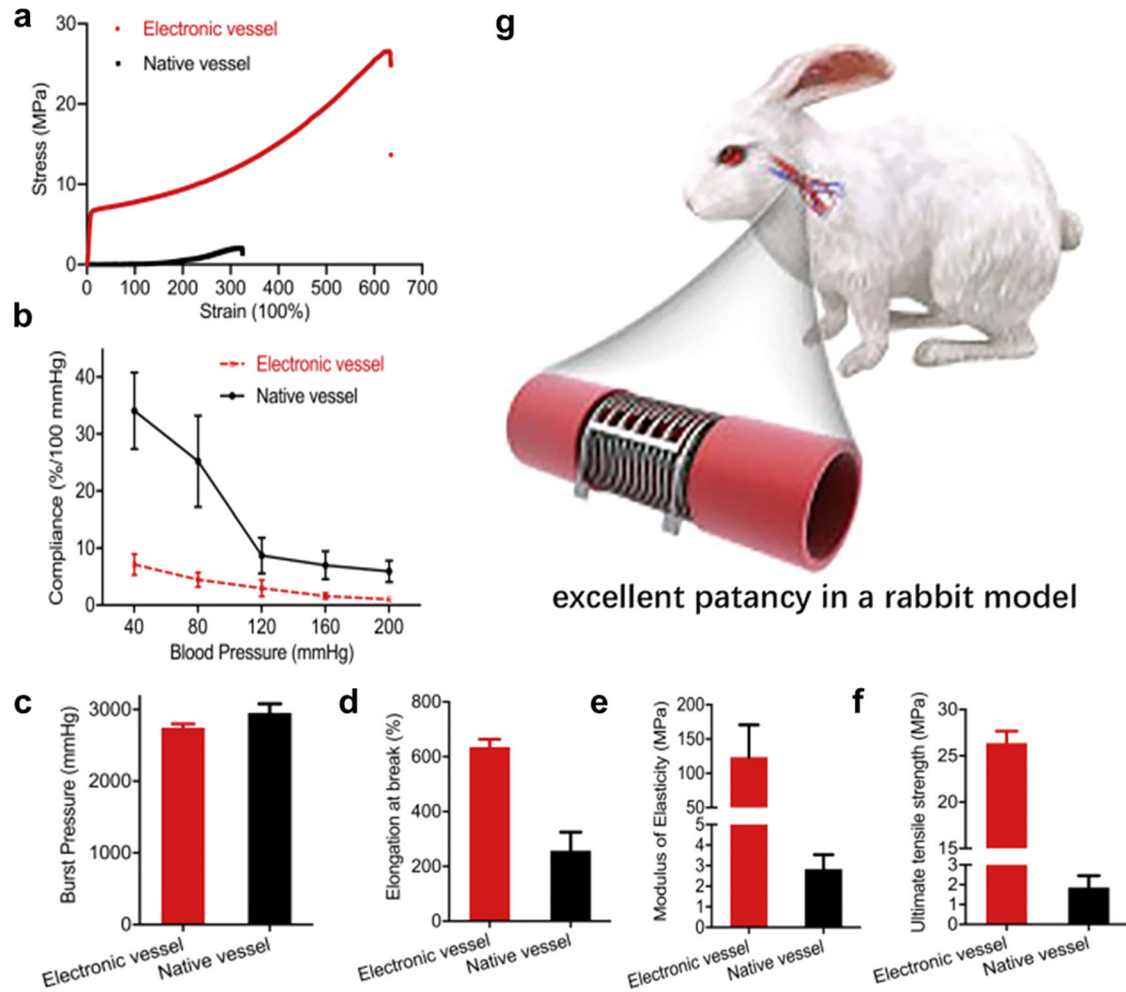 a
30
20
10
0
Stress (MPa)
Electronic vessel
Native vessel
0 100 200 300 400 500 600 700
Strain (100%)
b
40
30
20
10
0
Compliance (%/100 mmHg)
Electronic vessel
Native vessel
40 80 120 160 200
Blood Pressure (mmHg)
g
excellent patancy in a rabbit model
c
3000
2000
1000
0
Burst Pressure (mmHg)
Electronic vessel
Native vessel
d
800
600
400
200
0
Elongation at break (%)
Electronic vessel
Native vessel
e
200
150
100
50
5
4
3
2
1
0
Modulus of Elasticity (MPa)
Electronic vessel
Native vessel
f
30
25
20
15
3
2
1
0
Ultimate tensile strength (MPa)
Electronic vessel
Native vessel